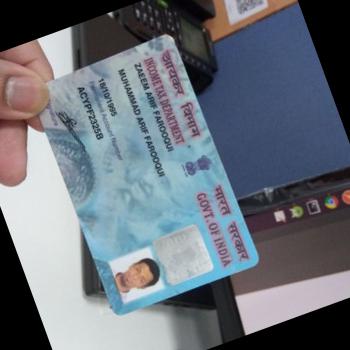 आयकर विभाग
INCOME TAX DEPARTMENT
भारत सरकार
GOVT. OF INDIA
ZAEEM ARIF FAROOQUI
MUHAMMAD ARIF FAROOQUI
18/10/1995
Permanent Account Number
ACTPF2325B